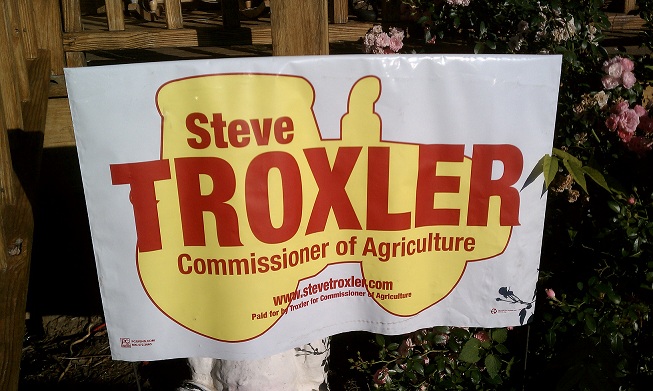 Steve
TROXLER
Commissioner of Agriculture
www.stevetroxler.com
Paid for by Troxler for Commissioner of Agriculture